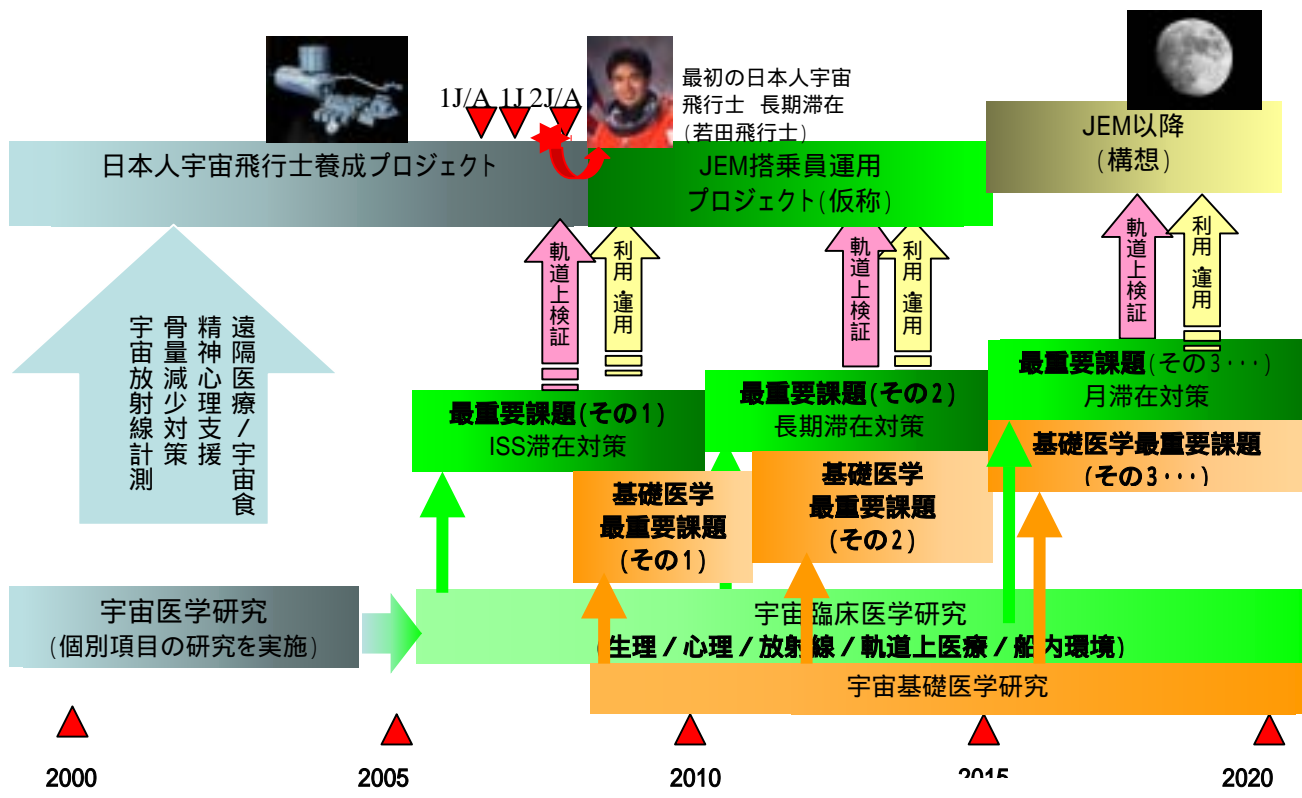 1J/A 1J 2J/A
最初の日本人宇宙
飛行士 長期滞在
(若田飛行士)
日本人宇宙飛行士養成プロジェクト
JEM搭乗員運用
プロジェクト(仮称)
JEM以降
(構想)
軌道上検証
利用・運用
軌道上検証
利用・運用
軌道上検証
利用・運用
遠隔医療/宇宙食
精神心理支援
骨量減少対策
宇宙放射線計測
最重要課題(その1)
ISS滞在対策
最重要課題(その2)
長期滞在対策
最重要課題(その3・・・)
月滞在対策
基礎医学
最重要課題
(その1)
基礎医学
最重要課題
(その2)
基礎医学最重要課題
(その3・・・)
宇宙医学研究
(個別項目の研究を実施)
宇宙臨床医学研究
(生理/心理/放射線/軌道上医療/船内環境)
宇宙基礎医学研究
2000
2005
2010
2015
2020